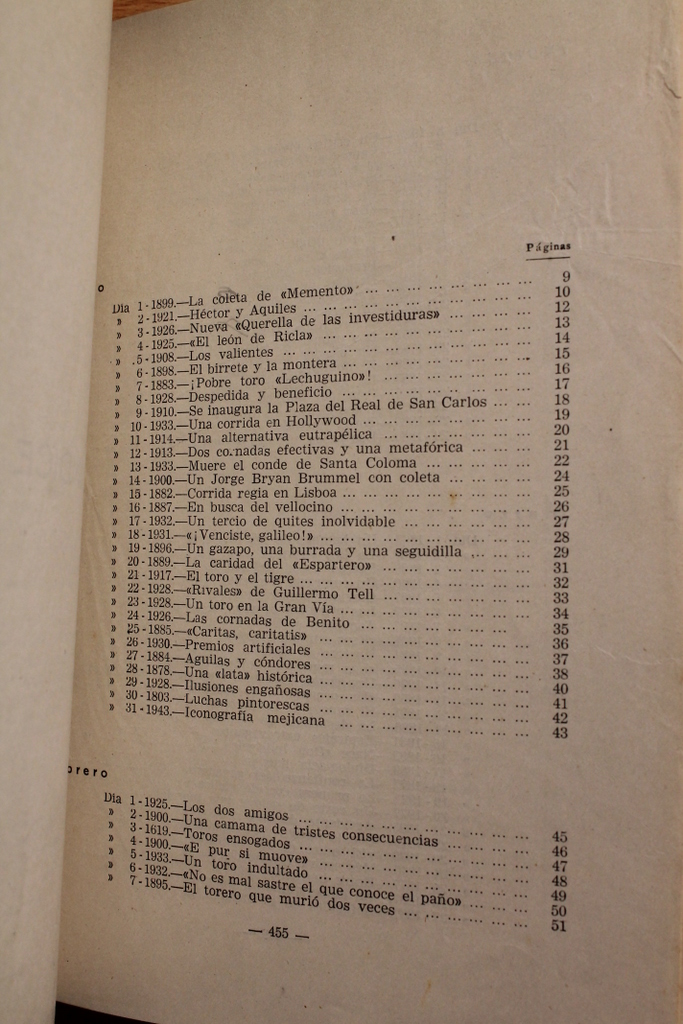 Páginas
o
Día 1-1899.—La coleta de «Memento» ... ... ... ... ... ... ... ... 9
» 2-1921.—Héctor y Aquiles ... ... ... ... ... ... ... ... ... 10
» 3-1926.—Nueva «Querella de las investiduras» ... ... ... ... 12
» 4-1925.—«El león de Ricla» ... ... ... ... ... ... ... ... 13
» 5-1908.—Los valientes ... ... ... ... ... ... ... ... ... ... 14
» 6-1898.—El birrete y la montera ... ... ... ... ... ... ... ... 15
» 7-1883.—¡Pobre toro «Lechuguino»! ... ... ... ... ... ... ... 16
» 8-1928.—Despedida y beneficio ... ... ... ... ... ... ... ... 17
» 9-1910.—Se inaugura la Plaza del Real de San Carlos ... ... 18
» 10-1933.—Una corrida en Hollywood ... ... ... ... ... ... ... 19
» 11-1914.—Una alternativa eutrapélica ... ... ... ... ... ... ... 20
» 12-1913.—Dos cornadas efectivas y una metafórica ... ... ... 21
» 13-1933.—Muere el conde de Santa Coloma ... ... ... ... ... 22
» 14-1900.—Un Jorge Bryan Brummel con coleta ... ... ... ... 24
» 15-1882.—Corrida regia en Lisboa ... ... ... ... ... ... ... ... 25
» 16-1887.—En busca del vellocino ... ... ... ... ... ... ... ... 26
» 17-1932.—Un tercio de quites inolvidable ... ... ... ... ... ... 27
» 18-1931.—«¡Venciste, galileo!» ... ... ... ... ... ... ... ... ... 28
» 19-1896.—Un gazapo, una burrada y una seguidilla ... ... ... 29
» 20-1889.—La caridad del «Espartero» ... ... ... ... ... ... ... 31
» 21-1917.—El toro y el tigre ... ... ... ... ... ... ... ... ... 32
» 22-1928.—«Rivales» de Guillermo Tell ... ... ... ... ... ... ... 33
» 23-1928.—Un toro en la Gran Vía ... ... ... ... ... ... ... ... 34
» 24-1926.—Las cornadas de Benito ... ... ... ... ... ... ... 35
» 25-1885.—«Caritas, caritatis» ... ... ... ... ... ... ... ... 36
» 26-1930.—Premios artificiales ... ... ... ... ... ... ... ... 37
» 27-1884.—Aguilas y cóndores ... ... ... ... ... ... ... ... 38
» 28-1878.—Una «lata» histórica ... ... ... ... ... ... ... ... 40
» 29-1928.—Ilusiones engañosas ... ... ... ... ... ... ... ... 41
» 30-1803.—Luchas pintorescas ... ... ... ... ... ... ... ... 42
» 31-1943.—Iconografía mejicana ... ... ... ... ... ... ... ... 43
brero
Día 1-1925.—Los dos amigos ... ... ... ... ... ... ... ... ... 45
» 2-1900.—Una camama de tristes consecuencias ... ... ... ... 46
» 3-1619.—Toros ensogados ... ... ... ... ... ... ... ... ... 47
» 4-1900.—«E pur si muove» ... ... ... ... ... ... ... ... 48
» 5-1933.—Un toro indultado ... ... ... ... ... ... ... ... 49
» 6-1932.—«No es mal sastre el que conoce el paño» ... ... ... 50
» 7-1895.—El torero que murió dos veces ... ... ... ... ... ... 51
— 455 —